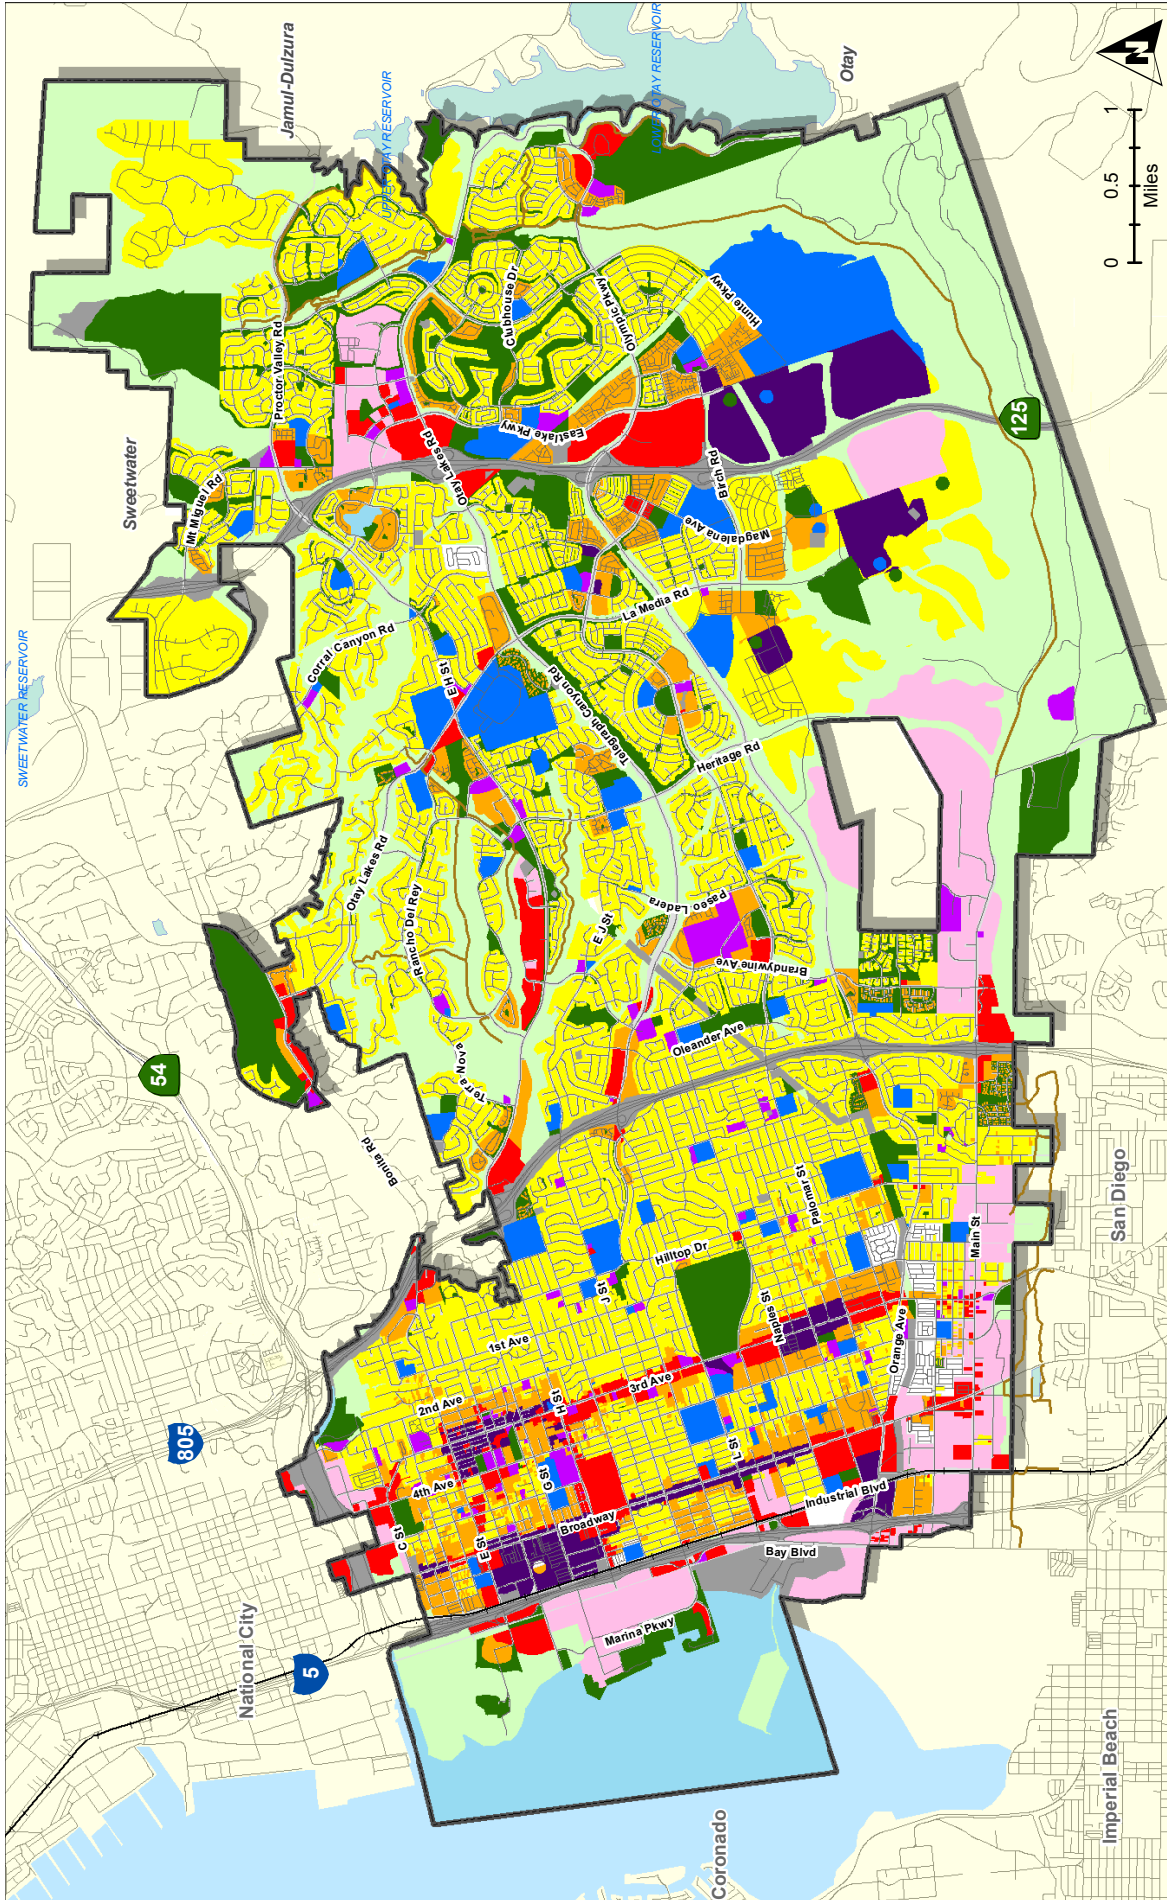 Jamul-Dulzura
UPPER OTAY RESERVOIR
LOWER OTAY RESERVOIR
Otay
N
0 0.5 1
Miles
Proctor Valley Rd
Clubhouse Dr
Olympic Pkwy
Hunte Pkwy
Sweetwater
Mt Miguel Rd
Otay Lakes Rd
Eastlake Pkwy
Birch Rd
125
Magdalena Ave
SWEETWATER RESERVOIR
Corral Canyon Rd
E H St
La Media Rd
Telegraph Canyon Rd
Heritage Rd
Otay Lakes Rd
Rancho Del Rey
E J St
Paseo Ladera
Brandywine Ave
54
Terra Nova
Oleander Ave
Bonita Rd
Palomar St
San Diego
Hilltop Dr
Main St
J St
1st Ave
Naples St
Orange Ave
2nd Ave
3rd Ave
H St
805
4th Ave
G St
L St
Industrial Blvd
C St
E St
Broadway
Bay Blvd
National City
5
Marina Pkwy
Imperial Beach
Coronado